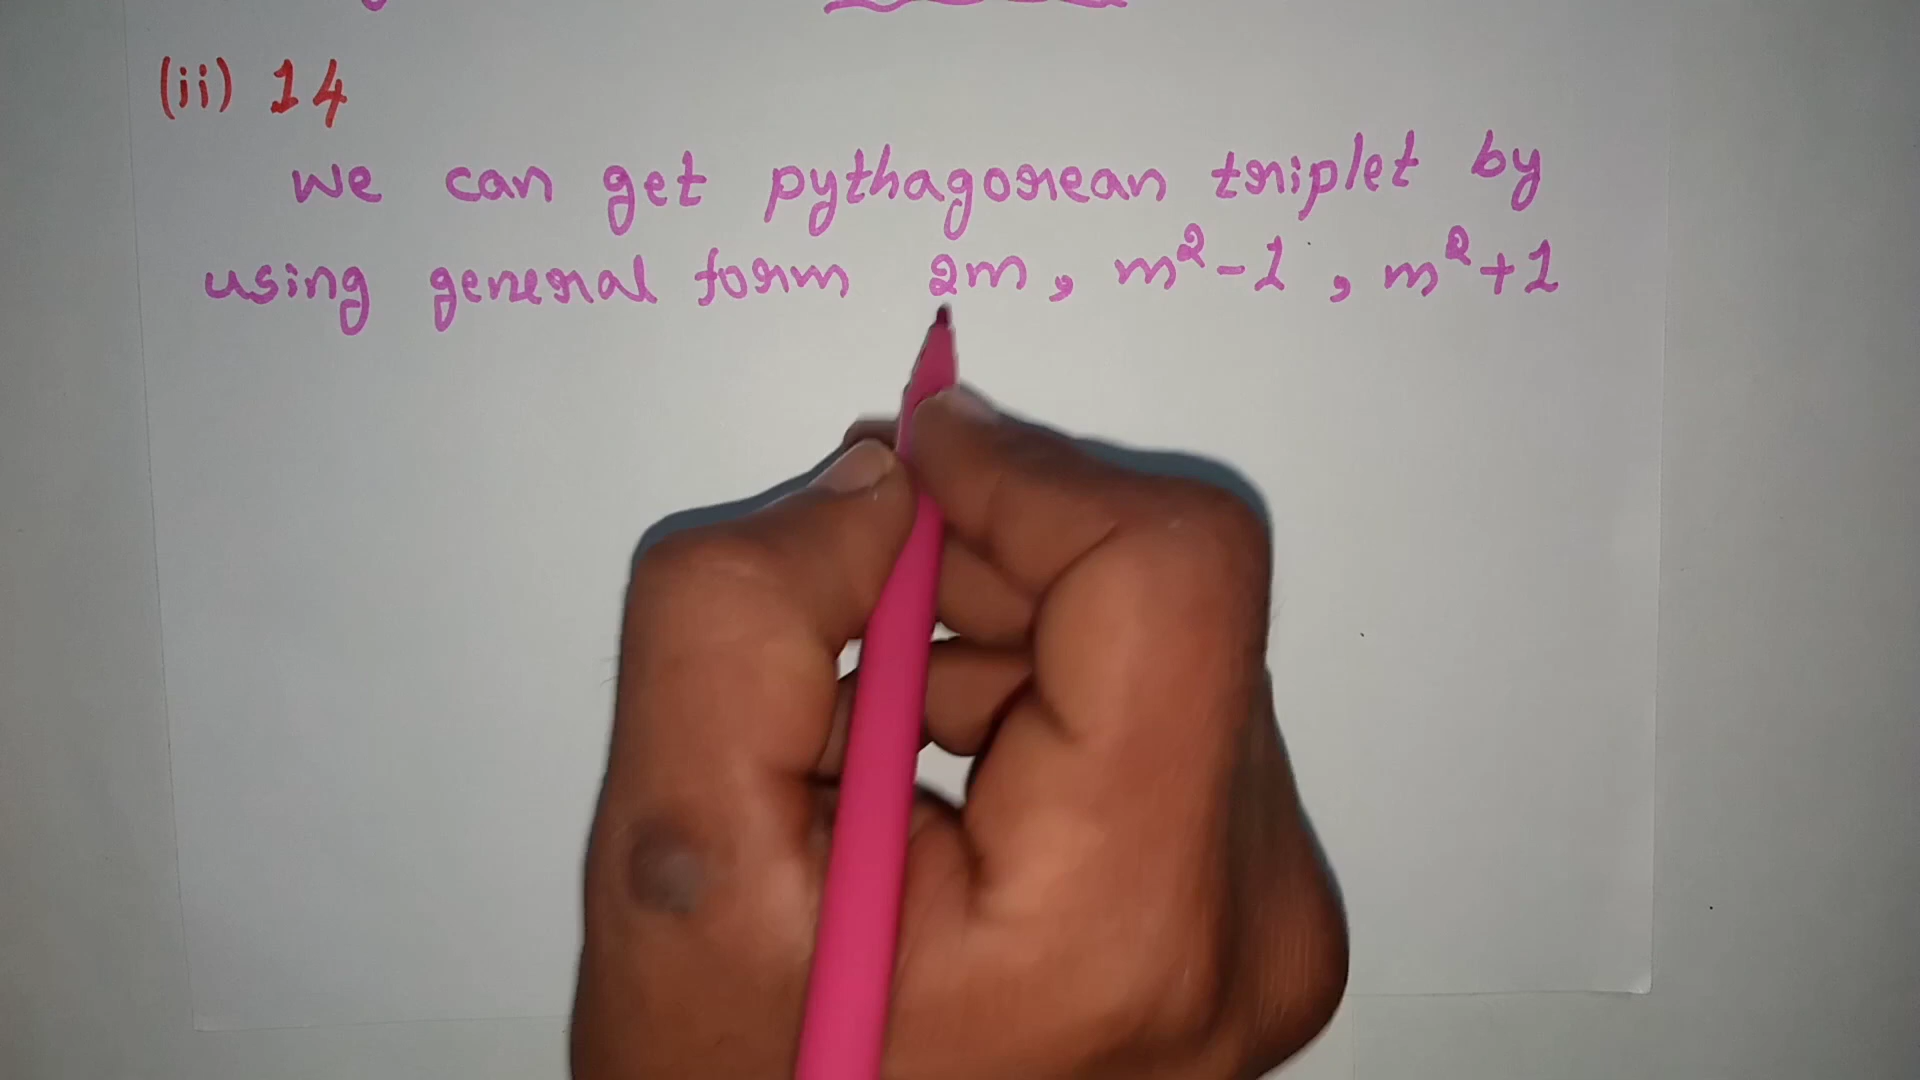 (ii) 14
we can get pythagorean triplet by
using general form 2m, m²-1, m²+1